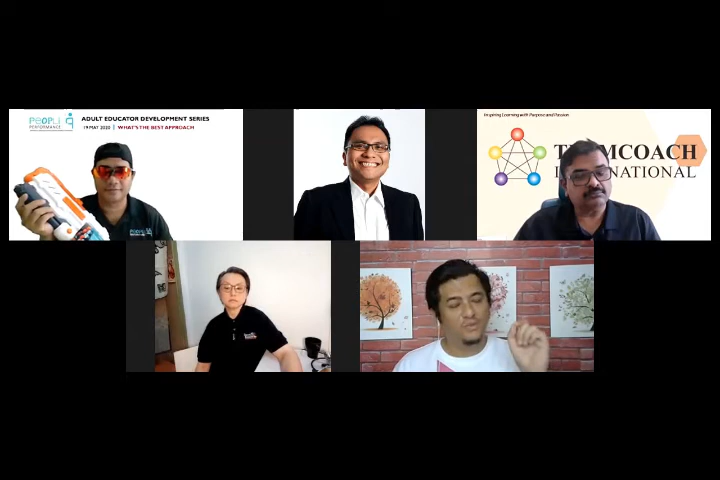 PEOPLE
PERFORMANCE
ADULT EDUCATOR DEVELOPMENT SERIES
19 MAY 2020 | WHAT'S THE BEST APPROACH
Inspiring Learning with Purpose and Passion
COACH